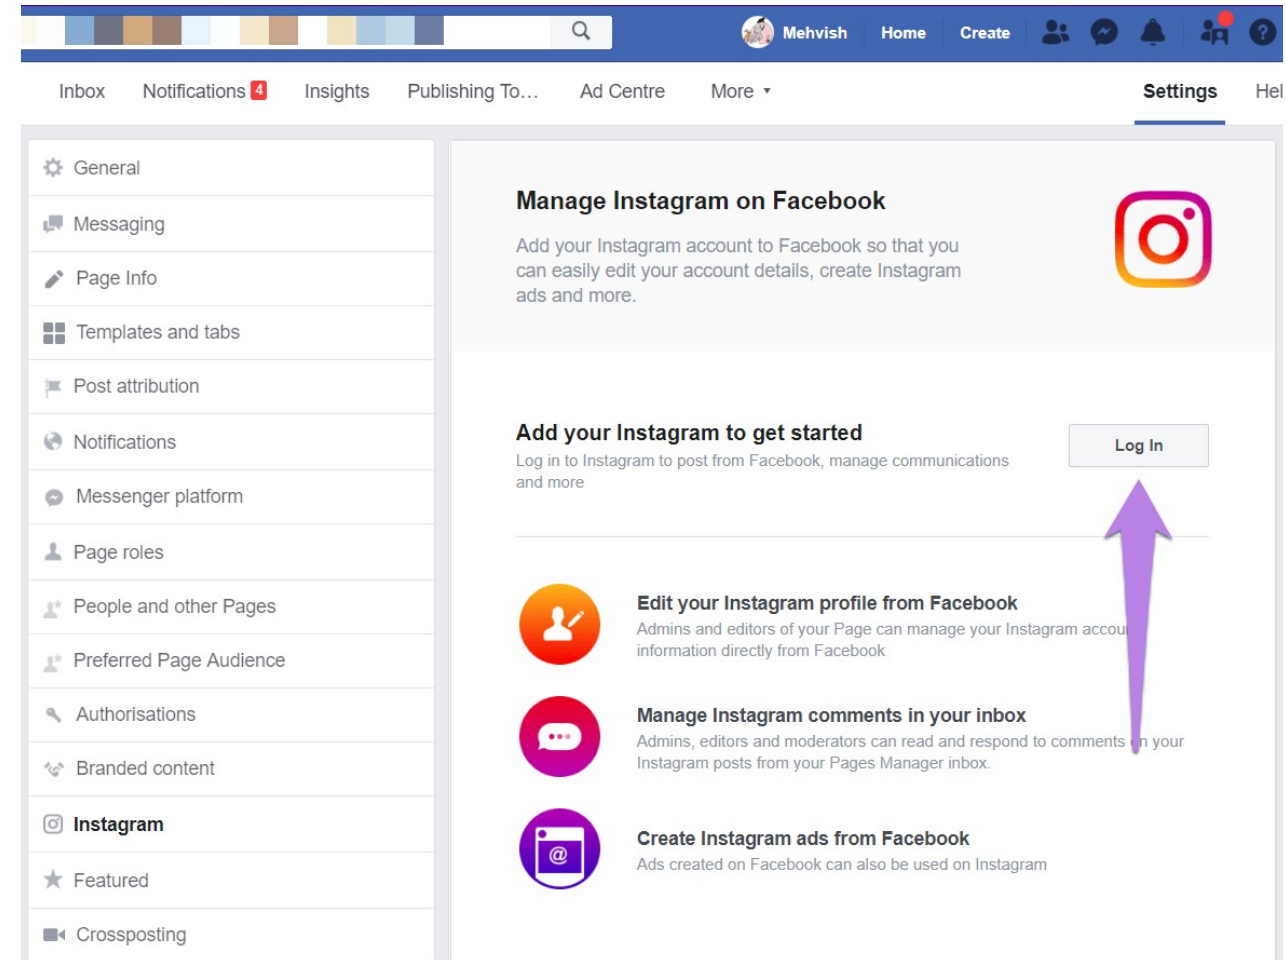 Mehvish Home Create
Inbox Notifications 4 Insights Publishing To... Ad Centre More Settings Hel
General
Messaging
Page Info
Templates and tabs
Post attribution
Notifications
Messenger platform
Page roles
People and other Pages
Preferred Page Audience
Authorisations
Branded content
Instagram
Featured
Crossposting
Manage Instagram on Facebook
Add your Instagram account to Facebook so that you
can easily edit your account details, create Instagram
ads and more.
Add your Instagram to get started
Log in to Instagram to post from Facebook, manage communications
and more
Log In
Edit your Instagram profile from Facebook
Admins and editors of your Page can manage your Instagram accou
information directly from Facebook
Manage Instagram comments in your inbox
Admins, editors and moderators can read and respond to comments on your
Instagram posts from your Pages Manager inbox.
@
Create Instagram ads from Facebook
Ads created on Facebook can also be used on Instagram